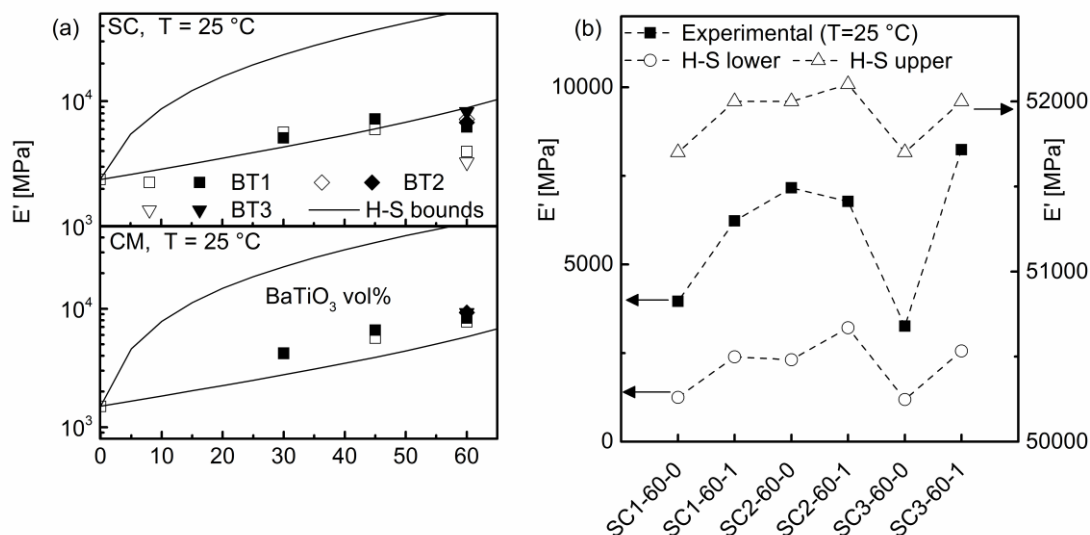 (a) SC, T = 25 °C
10⁴
10³
E' [MPa]
BT1 BT2
BT3 H-S bounds
10³
CM, T = 25 °C
BaTiO₃ vol%
10⁴
10³
0 10 20 30 40 50 60
(b)
Experimental (T=25 °C)
H-S lower H-S upper
10000
5000
0
E' [MPa]
52000
51000
50000
E' [MPa]
SC1-60-0
SC1-60-1
SC2-60-0
SC2-60-1
SC3-60-0
SC3-60-1